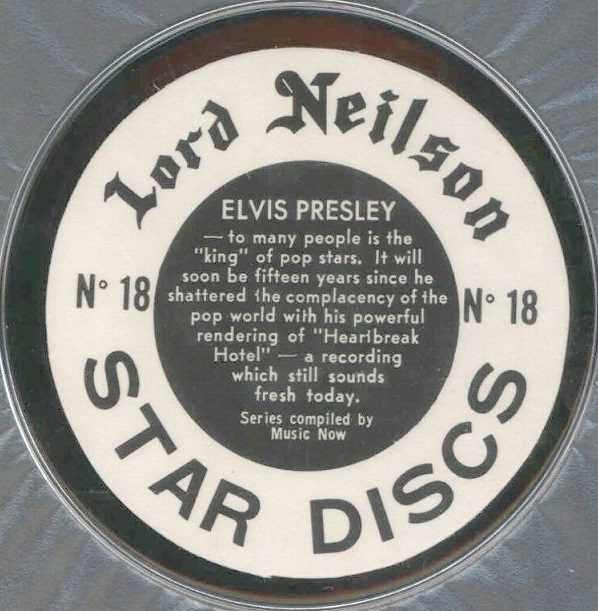 Lord Neilson
ELVIS PRESLEY
— to many people is the
"king" of pop stars. It will
soon be fifteen years since he
shattered the complacency of the
pop world with his powerful
rendering of "Heartbreak
Hotel" — a recording
which still sounds
fresh today.
Series compiled by
Music Now
N° 18
N° 18
STAR DISCS